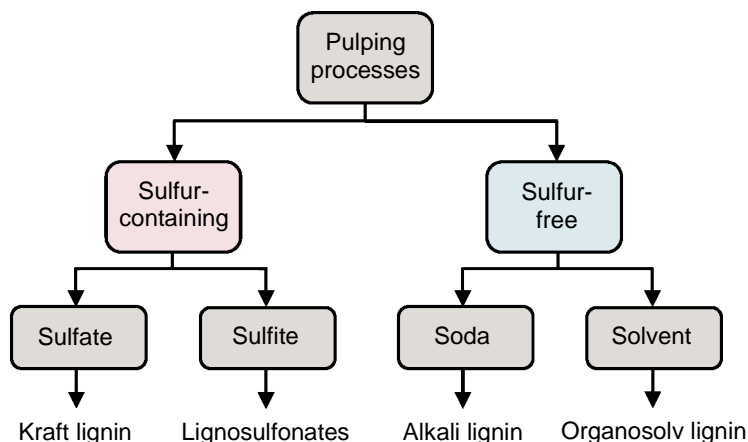 Pulping
processes
Sulfur-
containing
Sulfur-
free
Sulfate
Sulfite
Soda
Solvent
Kraft lignin
Lignosulfonates
Alkali lignin
Organosolv lignin